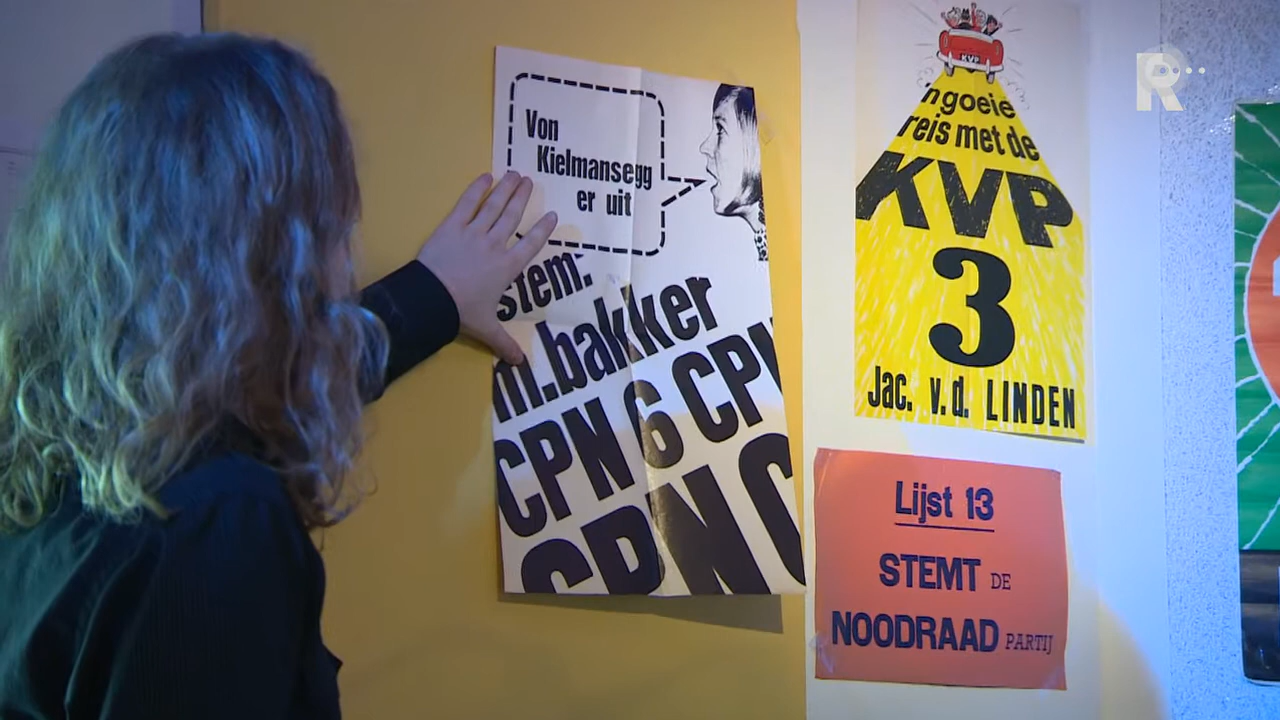 Von
Kielmansegg
er uit
stem:
m.bakker
CPN 6 CPN
CPN C
KVP
'n goeie
reis met de
KVP
3
Jac. v.d. LINDEN
Lijst 13
STEMT DE
NOODRAAD PARTIJ
R